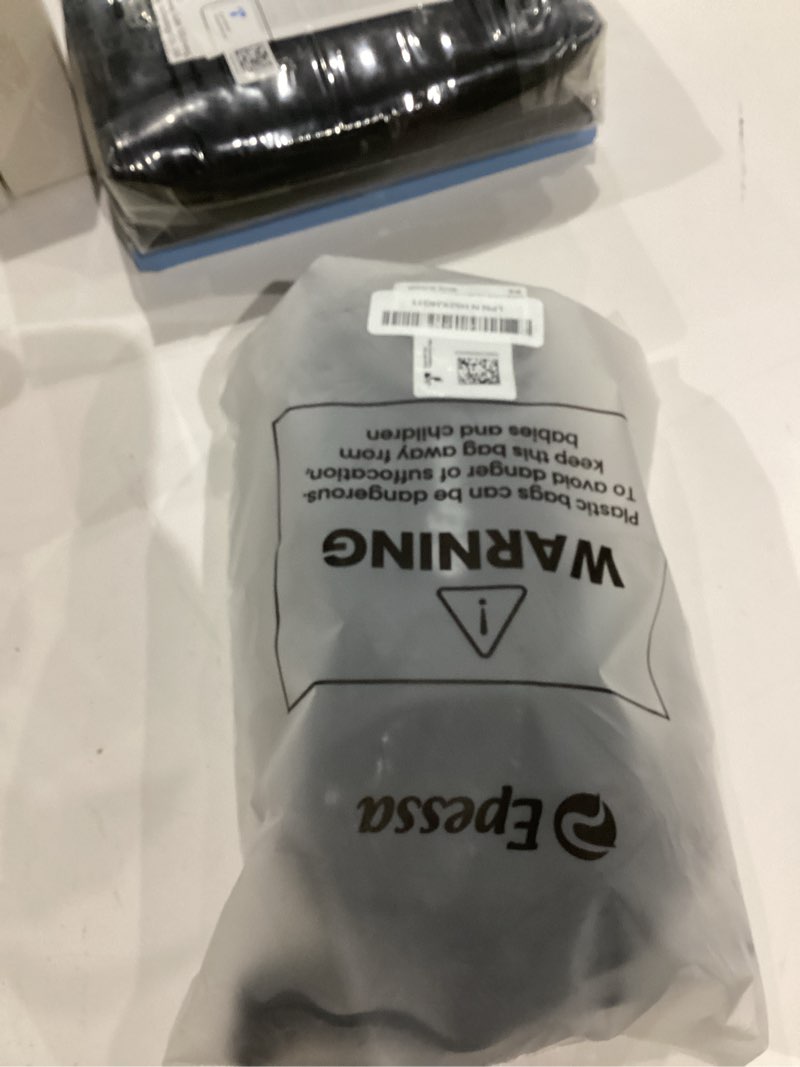 Epessa
WARNING
Plastic bags can be dangerous.
To avoid danger of suffocation,
keep this bag away from
babies and children